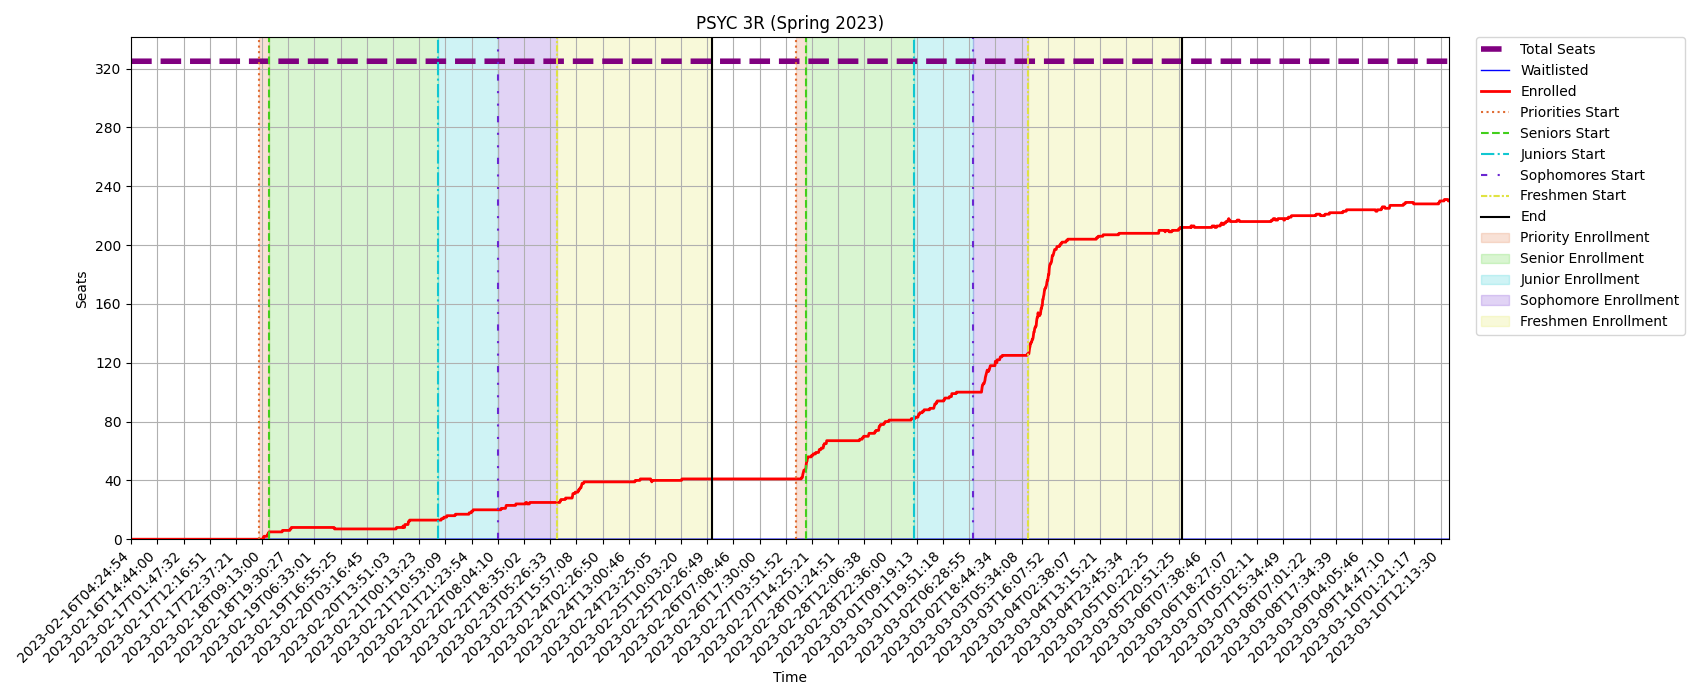 PSYC 3R (Spring 2023)
Seats
320
280
240
200
160
120
80
40
0
2023-02-16T04:24:54
2023-02-16T14:44:00
2023-02-17T01:47:32
2023-02-17T12:16:51
2023-02-17T22:37:21
2023-02-18T09:13:00
2023-02-18T19:30:27
2023-02-19T06:33:01
2023-02-19T16:55:25
2023-02-20T03:16:45
2023-02-20T13:51:03
2023-02-21T00:13:23
2023-02-21T10:53:09
2023-02-21T21:23:54
2023-02-22T08:04:10
2023-02-22T18:35:02
2023-02-23T05:26:33
2023-02-23T15:57:08
2023-02-24T02:26:50
2023-02-24T13:00:46
2023-02-24T23:25:05
2023-02-25T10:03:20
2023-02-25T20:26:49
2023-02-26T07:08:46
2023-02-26T17:30:00
2023-02-27T03:51:52
2023-02-27T14:25:21
2023-02-28T01:24:51
2023-02-28T12:06:38
2023-02-28T22:36:00
2023-03-01T09:19:13
2023-03-01T19:51:18
2023-03-02T06:28:55
2023-03-02T18:44:34
2023-03-03T05:34:08
2023-03-03T16:07:52
2023-03-04T02:38:07
2023-03-04T13:15:21
2023-03-04T23:45:34
2023-03-05T10:22:25
2023-03-05T20:51:25
2023-03-06T07:38:46
2023-03-06T18:27:07
2023-03-07T05:02:11
2023-03-07T15:34:49
2023-03-08T07:01:22
2023-03-08T17:34:39
2023-03-09T04:05:46
2023-03-09T14:47:10
2023-03-10T01:21:17
2023-03-10T12:13:30
Time
Total Seats
Waitlisted
Enrolled
Priorities Start
Seniors Start
Juniors Start
Sophomores Start
Freshmen Start
End
Priority Enrollment
Senior Enrollment
Junior Enrollment
Sophomore Enrollment
Freshmen Enrollment